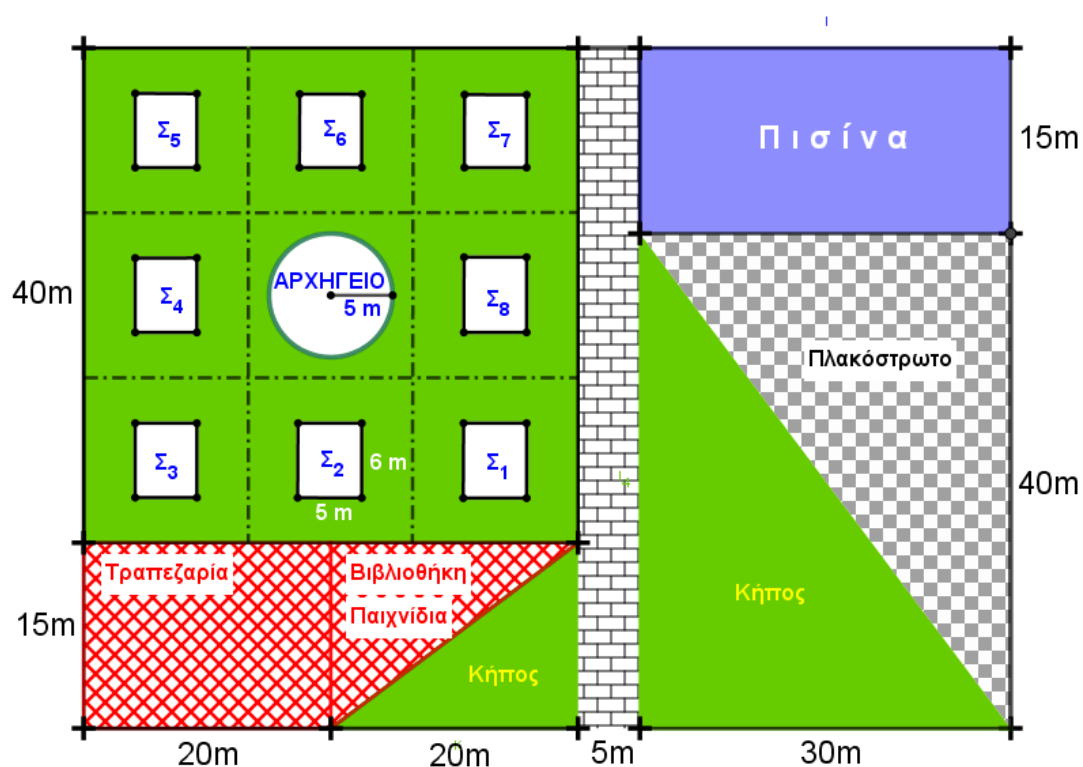 Σ5
Σ6
Σ7
Π ι σ ί ν α
15m
40m
Σ4
ΑΡΧΗΓΕΙΟ
5 m
Σ8
Πλακόστρωτο
Σ3
Σ2
6 m
Σ1
5 m
40m
Τραπεζαρία
Βιβλιοθήκη
Παιχνίδια
15m
Κήπος
Κήπος
20m
20m
5m
30m